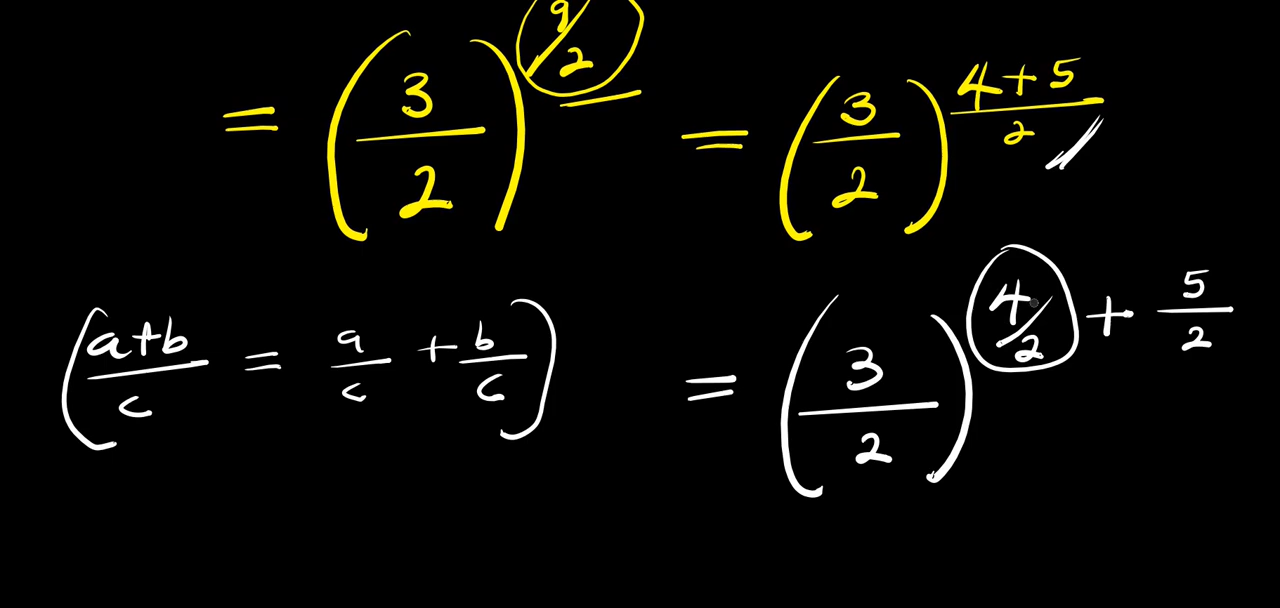 = (3/2)^(9/2) = (3/2)^((4+5)/2)
((a+b)/c = a/c + b/c) = (3/2)^(4/2 + 5/2)